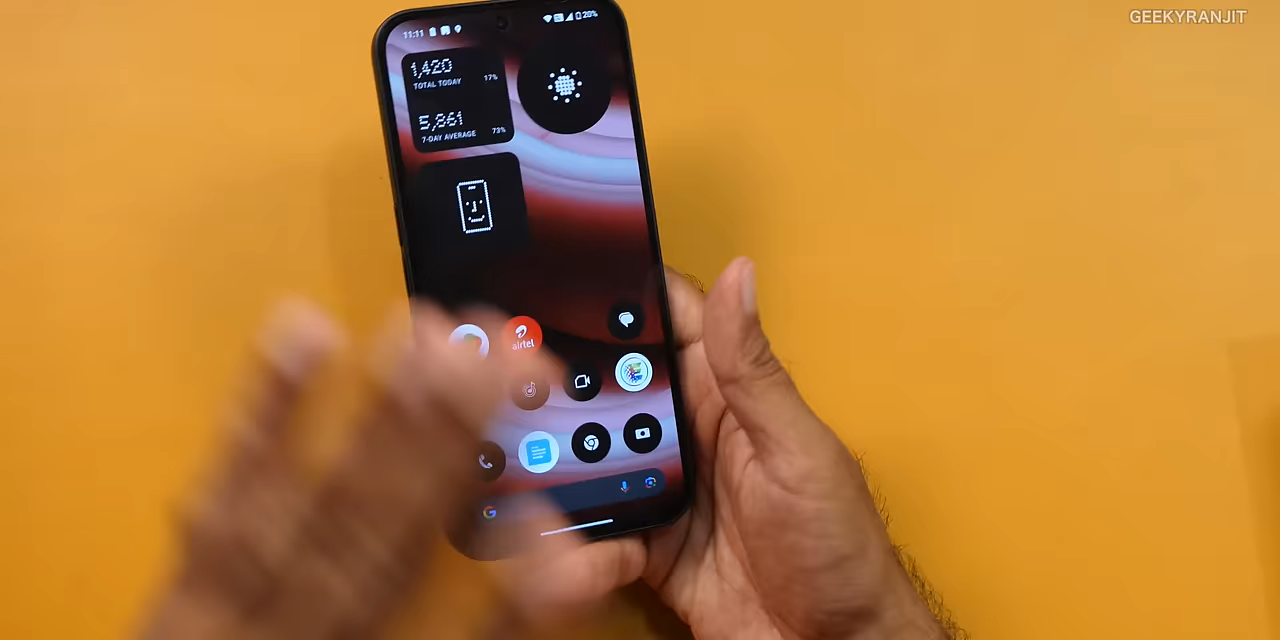 GEEKYRANJIT
11:11
20%
1,420
TOTAL TODAY
17%
5,861
7-DAY AVERAGE
73%
airtel
G